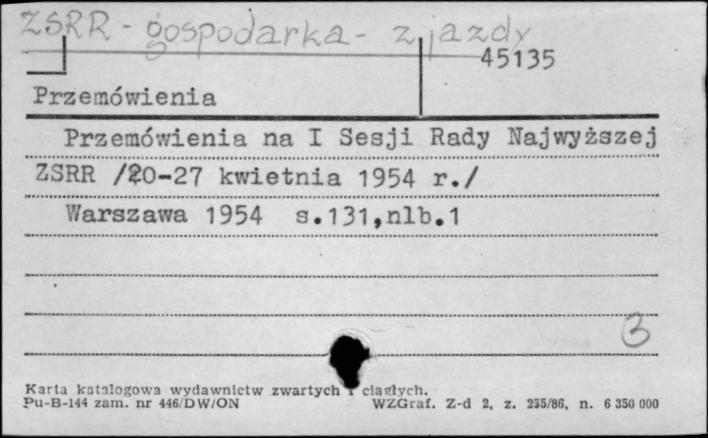 ZSRR - gospodarka - zjazdy
45135
Przemówienia
Przemówienia na I Sesji Rady Najwyższej
ZSRR /20-27 kwietnia 1954 r./
Warszawa 1954 s.131,nlb.1
3
Karta katalogowa wydawnictw zwartych i ciągłych.
Pu-B-144 zam. nr 446/DW/ON WZGraf. Z-d 2, z. 255/86, n. 6 350 000